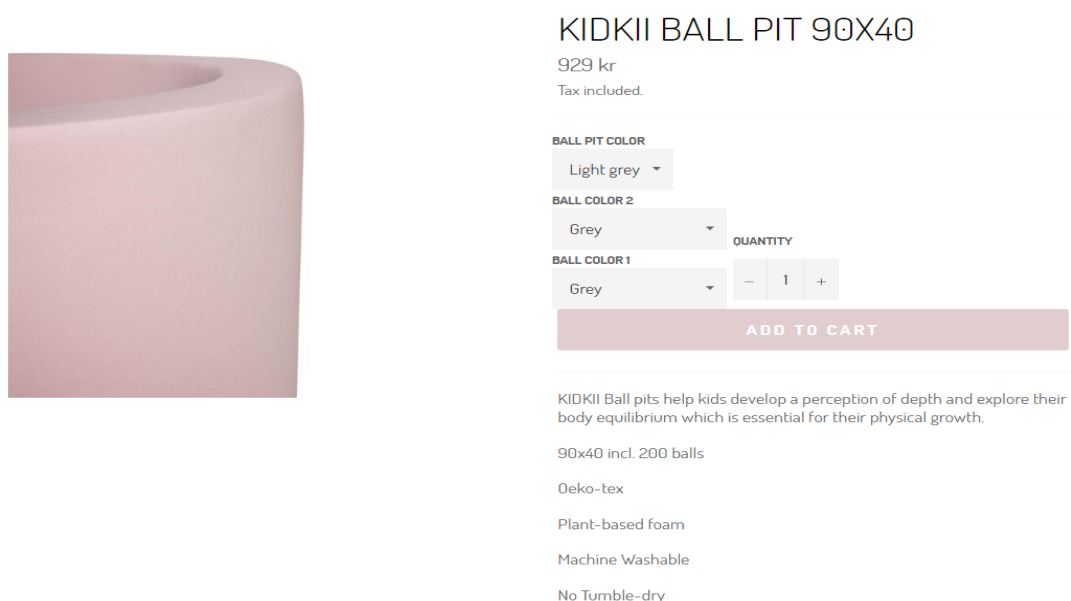 KIDKII BALL PIT 90X40
929 kr
Tax included.
BALL PIT COLOR
Light grey
BALL COLOR 2
Grey
BALL COLOR 1
Grey
QUANTITY
− 1 +
ADD TO CART
KIDKII Ball pits help kids develop a perception of depth and explore their
body equilibrium which is essential for their physical growth.
90x40 incl. 200 balls
Oeko-tex
Plant-based foam
Machine Washable
No Tumble-dry